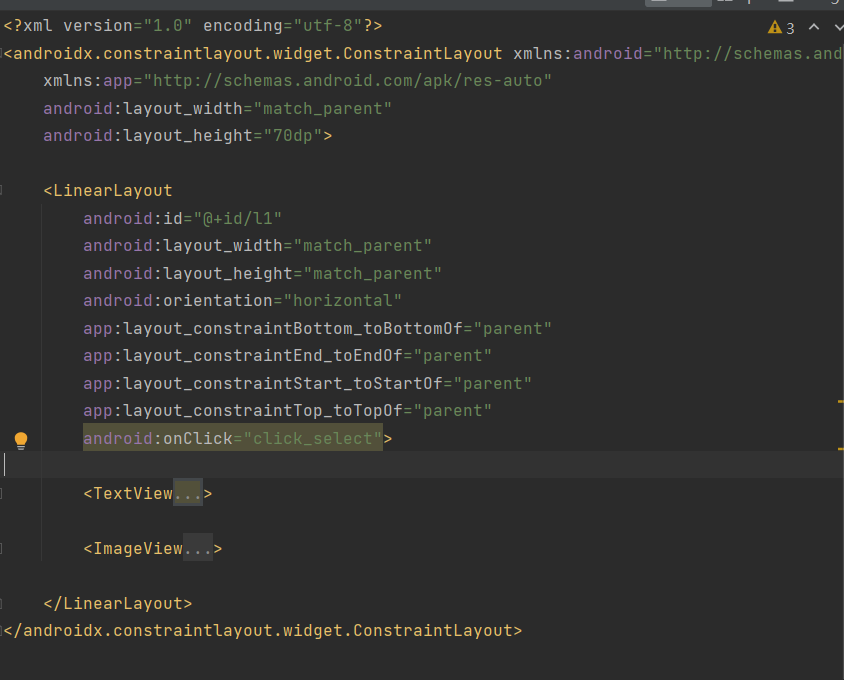 <?xml version="1.0" encoding="utf-8"?>
3
<androidx.constraintlayout.widget.ConstraintLayout xmlns:android="http://schemas.and
xmlns:app="http://schemas.android.com/apk/res-auto"
android:layout_width="match_parent"
android:layout_height="70dp">
<LinearLayout
android:id="@+id/l1"
android:layout_width="match_parent"
android:layout_height="match_parent"
android:orientation="horizontal"
app:layout_constraintBottom_toBottomOf="parent"
app:layout_constraintEnd_toEndOf="parent"
app:layout_constraintStart_toStartOf="parent"
app:layout_constraintTop_toTopOf="parent"
android:onClick="click_select">
<TextView...>
<ImageView...>
</LinearLayout>
</androidx.constraintlayout.widget.ConstraintLayout>